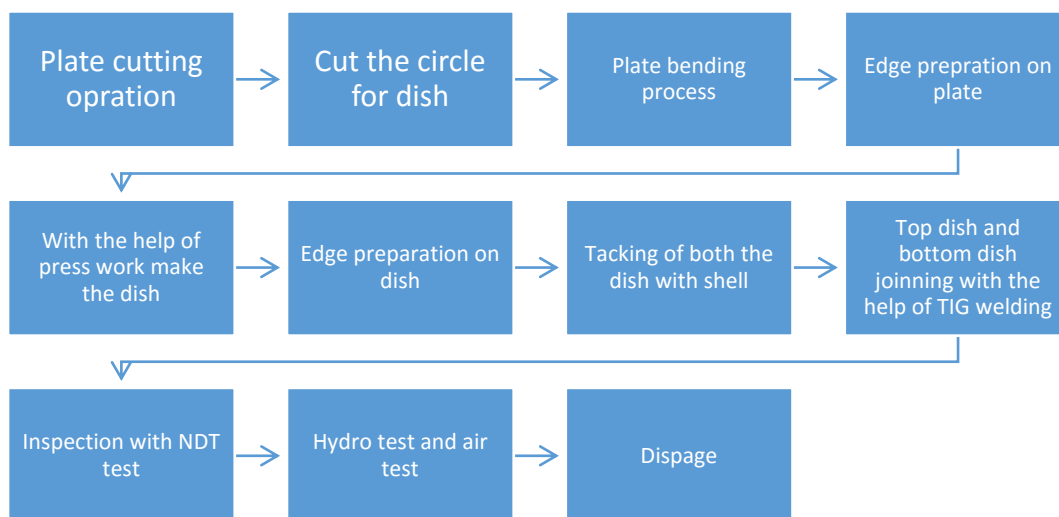 Plate cutting
opration
Cut the circle
for dish
Plate bending
process
Edge prepration on
plate
With the help of
press work make
the dish
Edge preparation on
dish
Tacking of both the
dish with shell
Top dish and
bottom dish
joinning with the
help of TIG welding
Inspection with NDT
test
Hydro test and air
test
Dispage